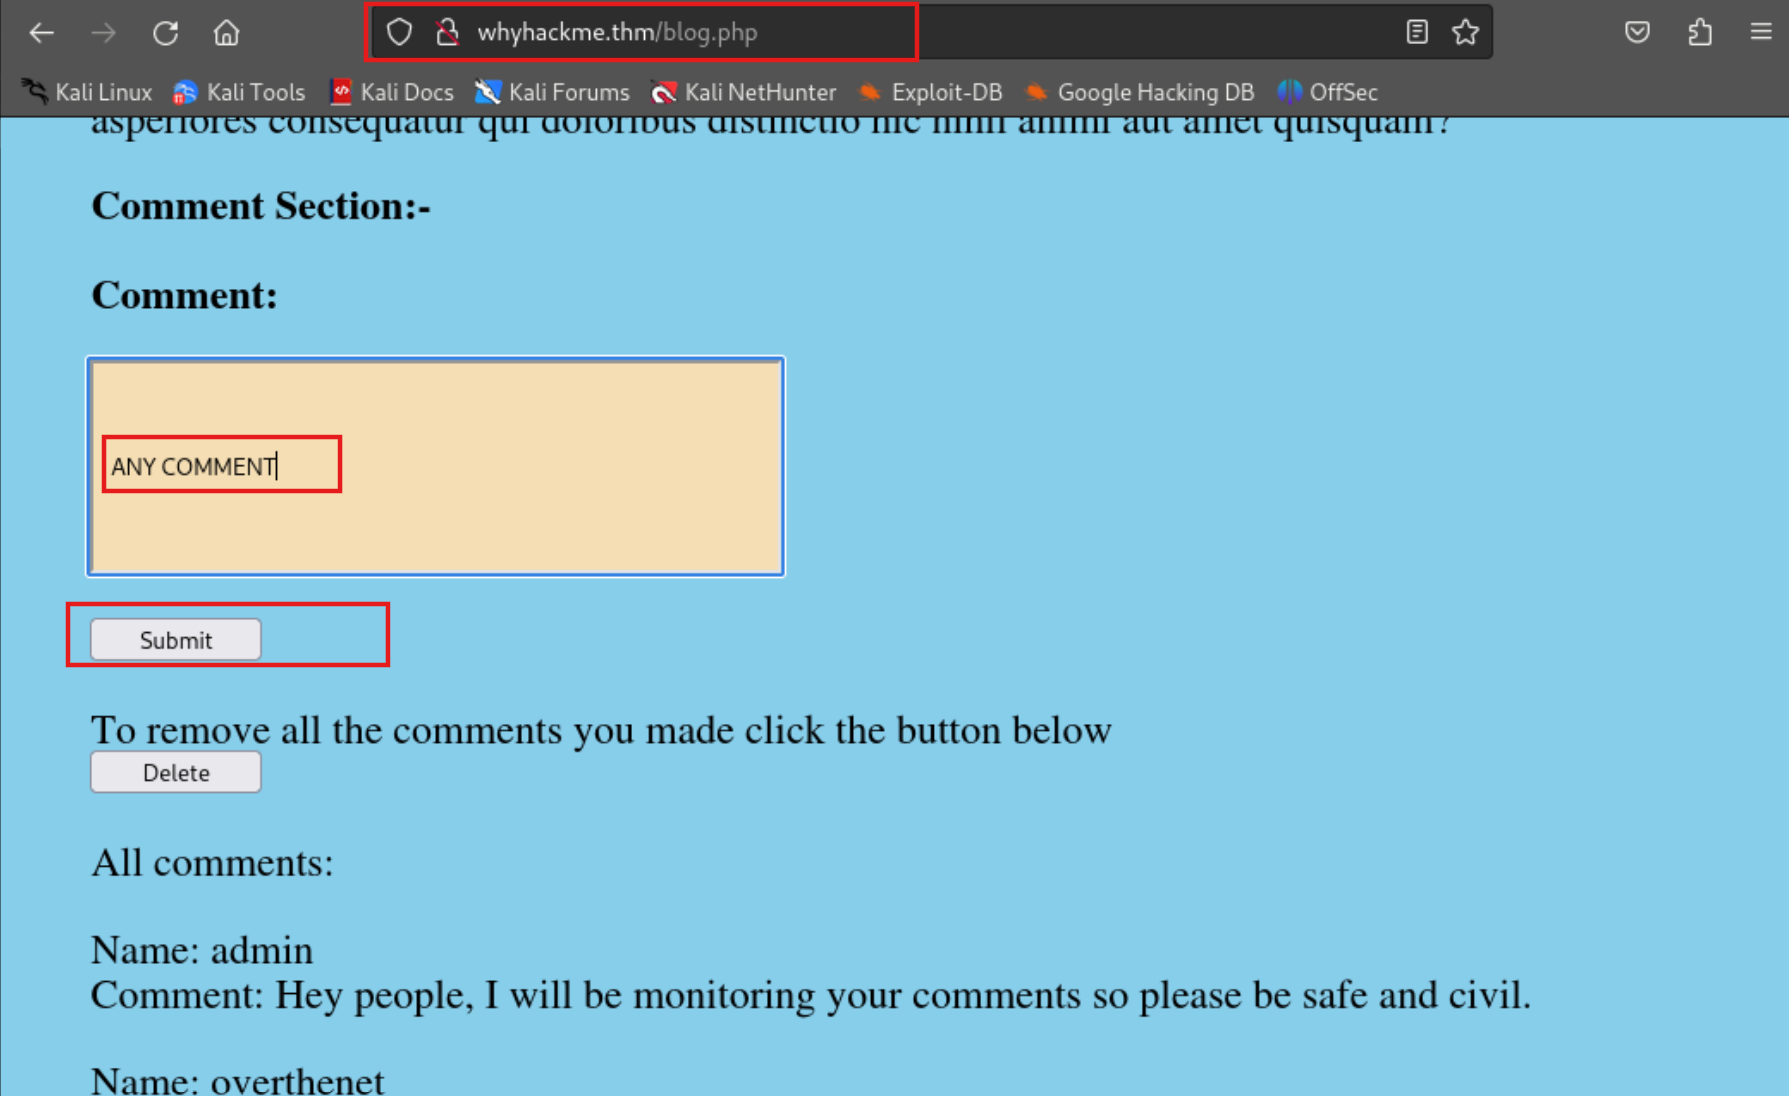 whyhackme.thm/blog.php
Kali Linux Kali Tools Kali Docs Kali Forums Kali NetHunter Exploit-DB Google Hacking DB OffSec
asperiores consequatur qui doloribus distinctio hic nihil animi aut amet quisquam?
Comment Section:-
Comment:
ANY COMMENT
Submit
To remove all the comments you made click the button below
Delete
All comments:
Name: admin
Comment: Hey people, I will be monitoring your comments so please be safe and civil.
Name: overthenet